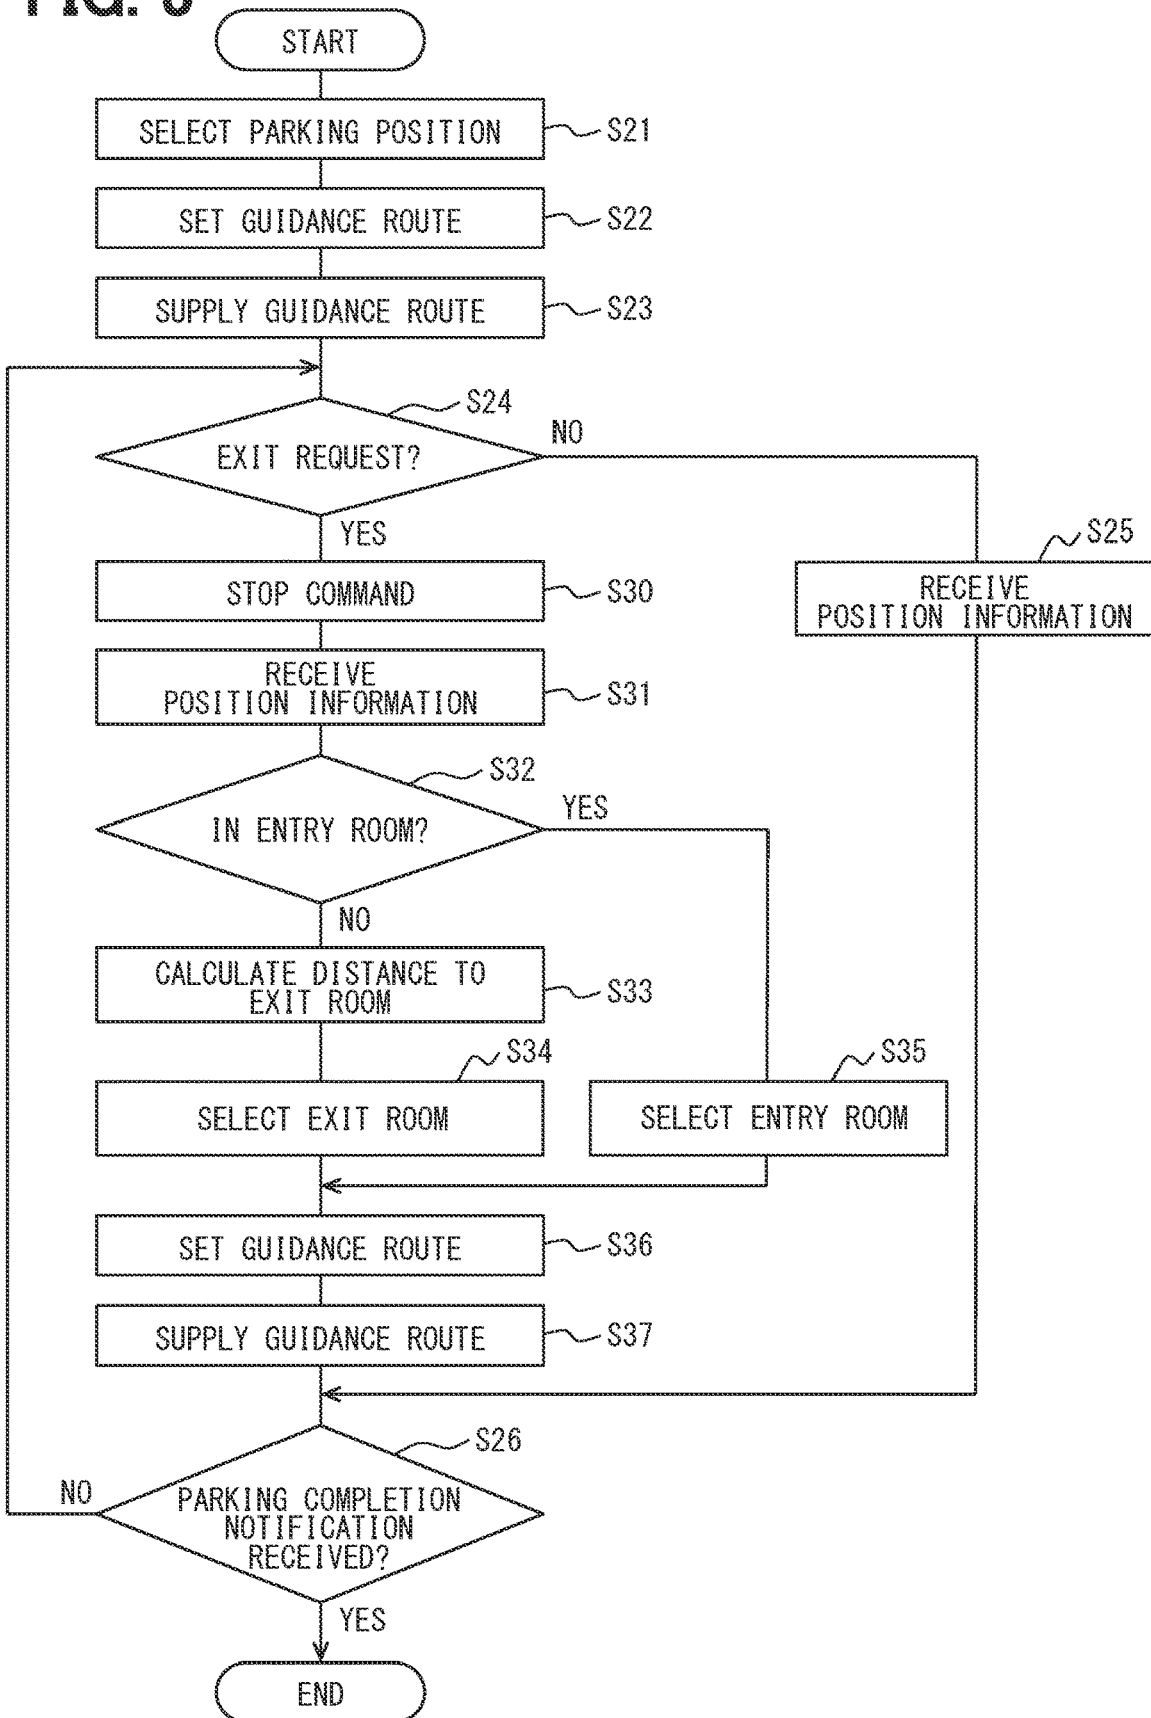 START
SELECT PARKING POSITION
S21
SET GUIDANCE ROUTE
S22
SUPPLY GUIDANCE ROUTE
S23
S24
EXIT REQUEST?
NO
YES
S25
RECEIVE
POSITION INFORMATION
STOP COMMAND
S30
RECEIVE
POSITION INFORMATION
S31
S32
IN ENTRY ROOM?
YES
NO
CALCULATE DISTANCE TO
EXIT ROOM
S33
S34
SELECT EXIT ROOM
S35
SELECT ENTRY ROOM
SET GUIDANCE ROUTE
S36
SUPPLY GUIDANCE ROUTE
S37
S26
NO
PARKING COMPLETION
NOTIFICATION
RECEIVED?
YES
END